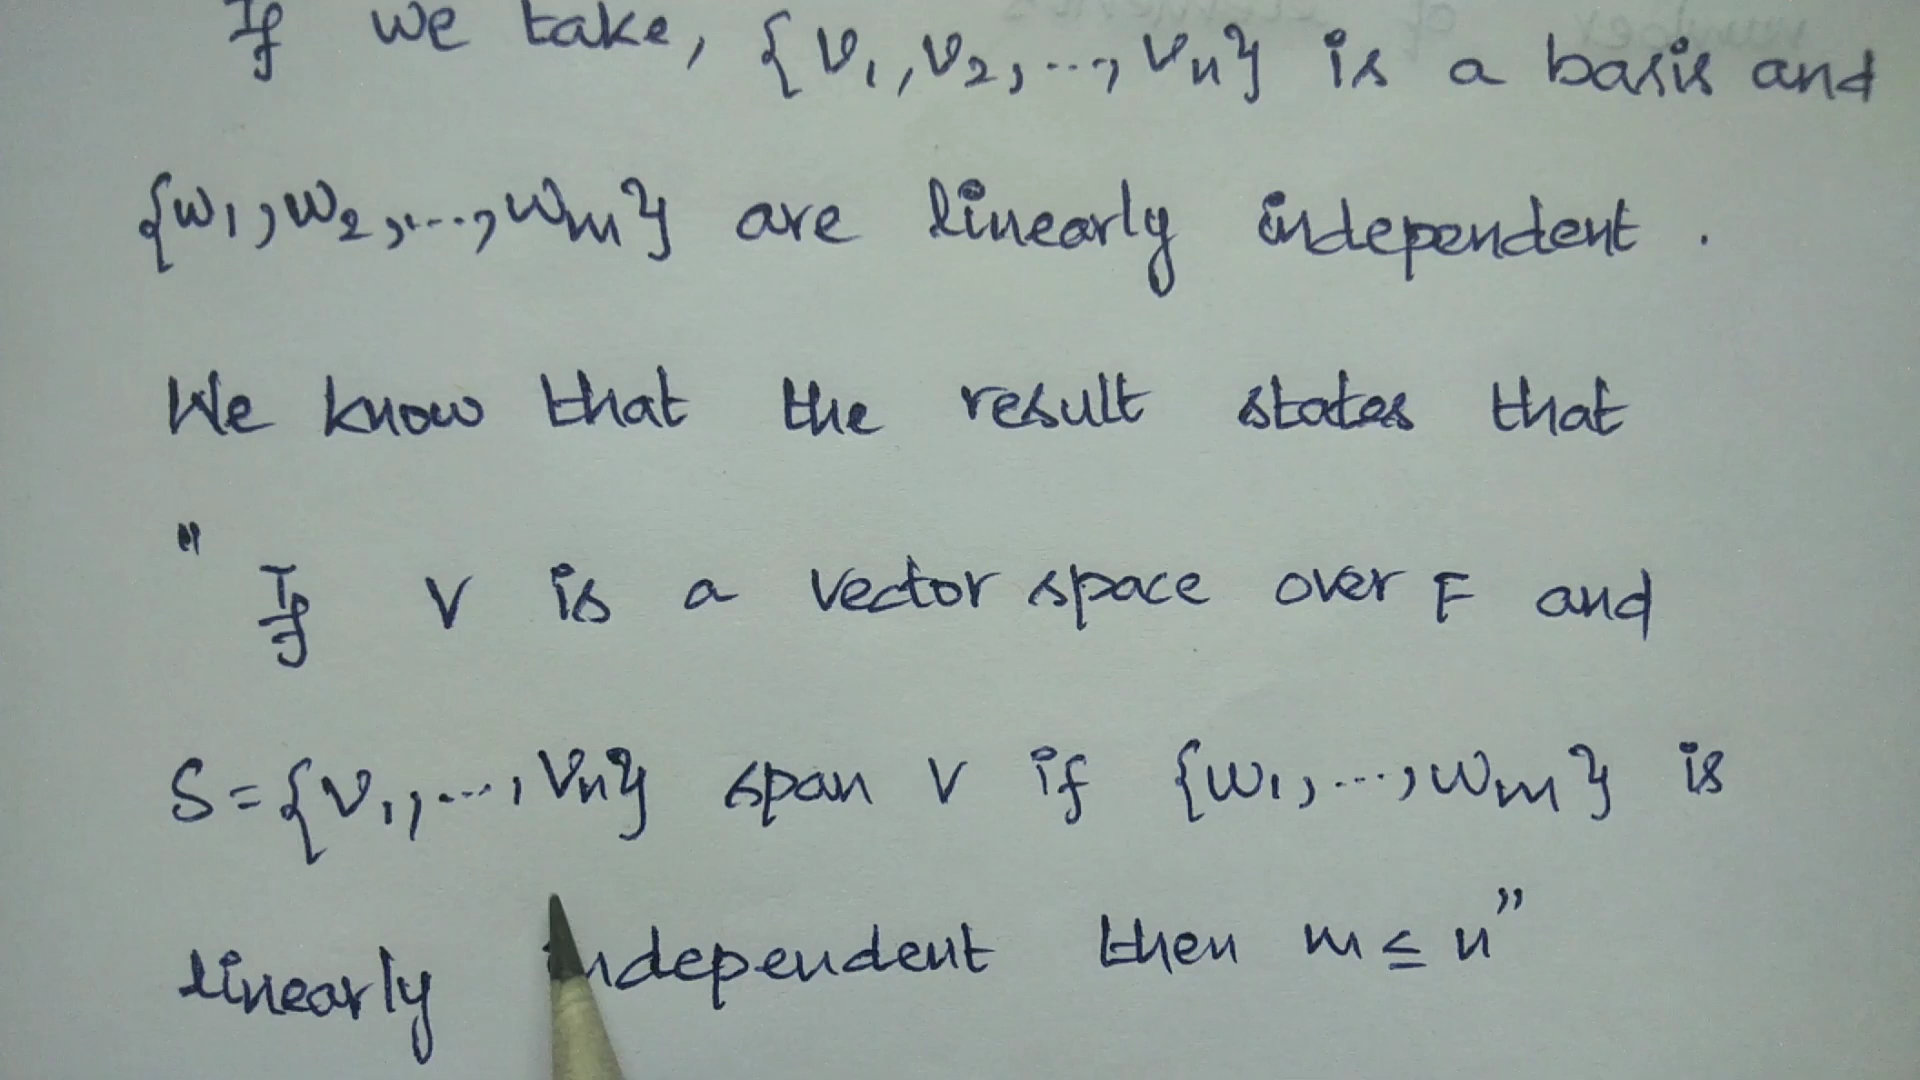 If we take, {v₁, v₂, ..., vₙ} is a basis and
{w₁, w₂, ..., wₘ} are linearly independent.
We know that the result states that
" If V is a vector space over F and
S = {v₁, ..., vₙ} span V if {w₁, ..., wₘ} is
linearly independent then m ≤ n"